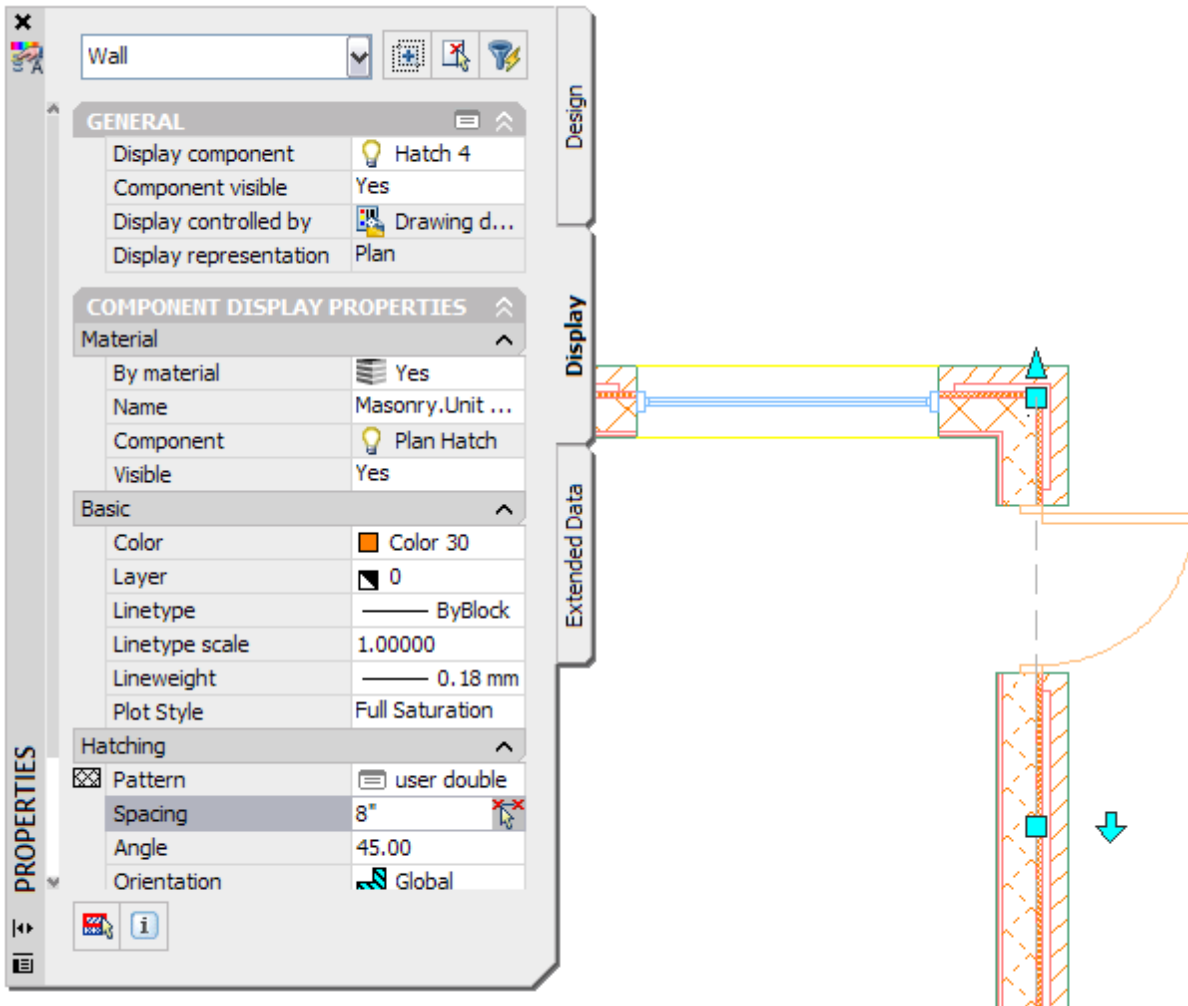 Wall
GENERAL
Display component Hatch 4
Component visible Yes
Display controlled by Drawing d...
Display representation Plan
COMPONENT DISPLAY PROPERTIES
Material
By material Yes
Name Masonry.Unit ...
Component Plan Hatch
Visible Yes
Basic
Color Color 30
Layer 0
Linetype ByBlock
Linetype scale 1.00000
Lineweight 0.18 mm
Plot Style Full Saturation
Hatching
Pattern user double
Spacing 8"
Angle 45.00
Orientation Global
PROPERTIES
Design
Display
Extended Data